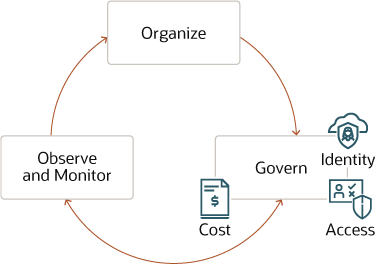 Organize
Observe
and Monitor
Govern
Identity
$
Cost
Access